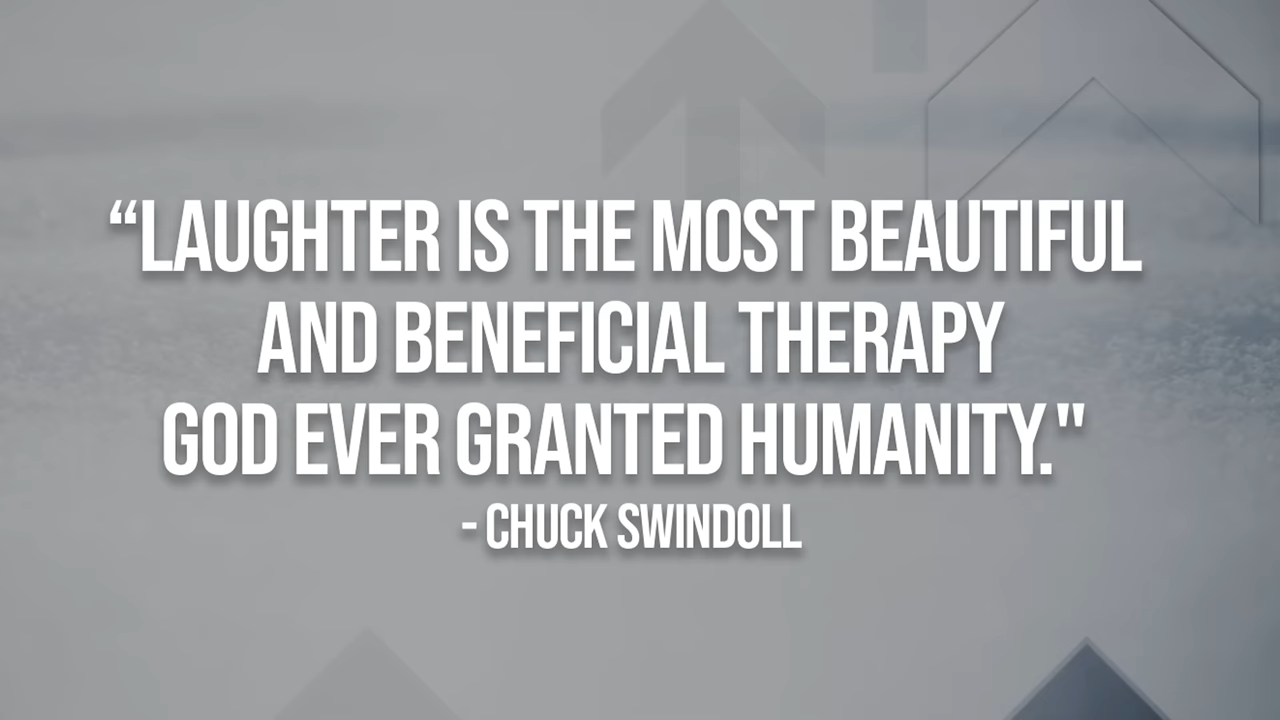 “LAUGHTER IS THE MOST BEAUTIFUL
AND BENEFICIAL THERAPY
GOD EVER GRANTED HUMANITY."
- CHUCK SWINDOLL